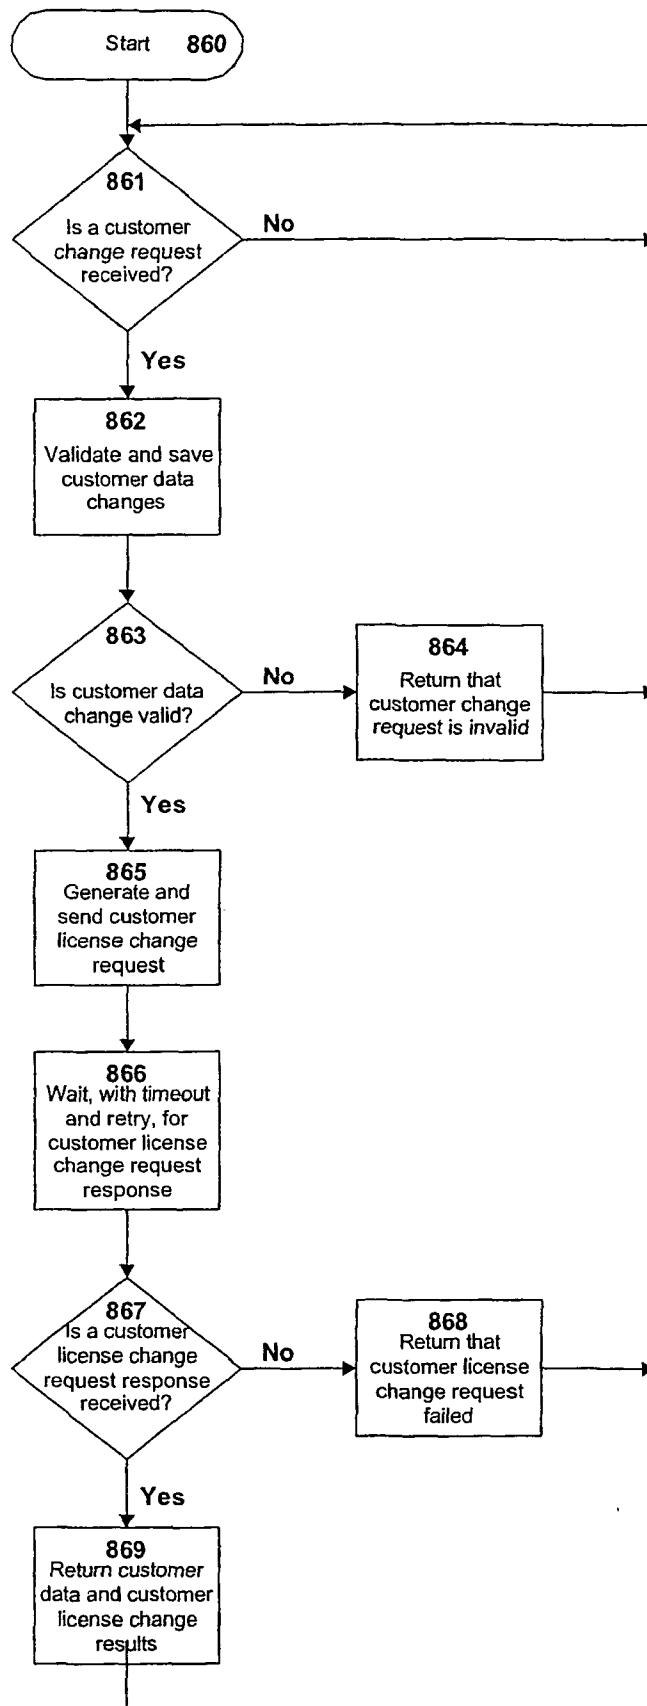 Start 860
861
Is a customer
change request
received?
No
Yes
862
Validate and save
customer data
changes
863
Is customer data
change valid?
No
864
Return that
customer change
request is invalid
Yes
865
Generate and
send customer
license change
request
866
Wait, with timeout
and retry, for
customer license
change request
response
867
Is a customer
license change
request response
received?
No
868
Return that
customer license
change request
failed
Yes
869
Return customer
data and customer
license change
results